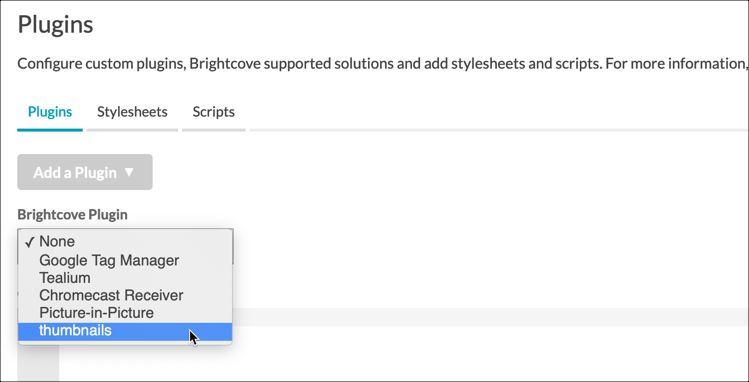 Plugins
Configure custom plugins, Brightcove supported solutions and add stylesheets and scripts. For more information,
Plugins Stylesheets Scripts
Add a Plugin ▼
Brightcove Plugin
✓ None
Google Tag Manager
Tealium
Chromecast Receiver
Picture-in-Picture
thumbnails